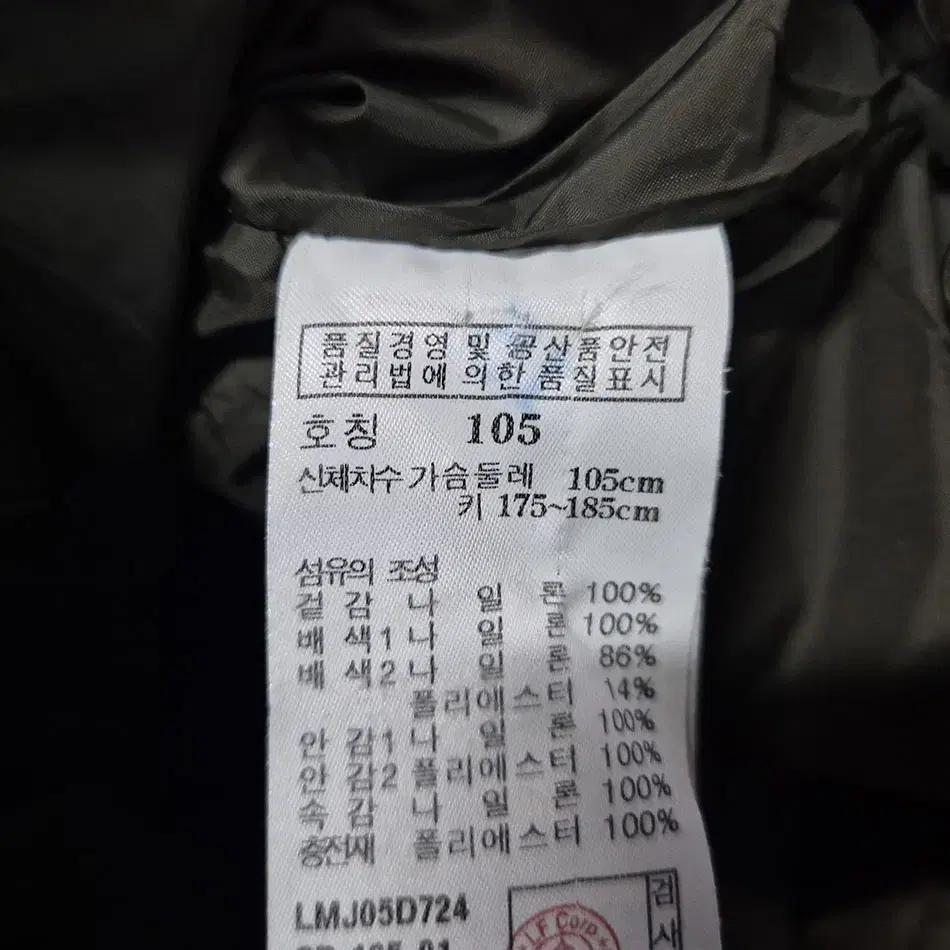 품질경영 및 공산품안전
관리법에 의한 품질표시
호칭 105
신체치수 가슴둘레 105cm
키 175~185cm
섬유의 조성
겉감 나일론 100%
배색1 나일론 100%
배색2 나일론 86%
폴리에스터 14%
안감1 나일론 100%
안감2 폴리에스터 100%
속감 나일론 100%
충전재 폴리에스터 100%
LMJ05D724
LF Corp.
검사